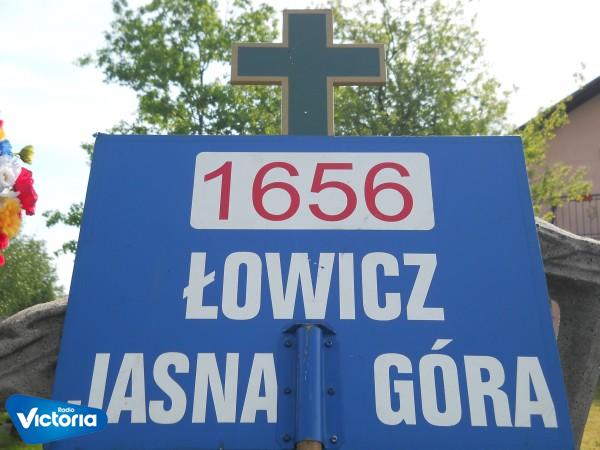 1656
ŁOWICZ
JASNA GÓRA
Radio
Victoria